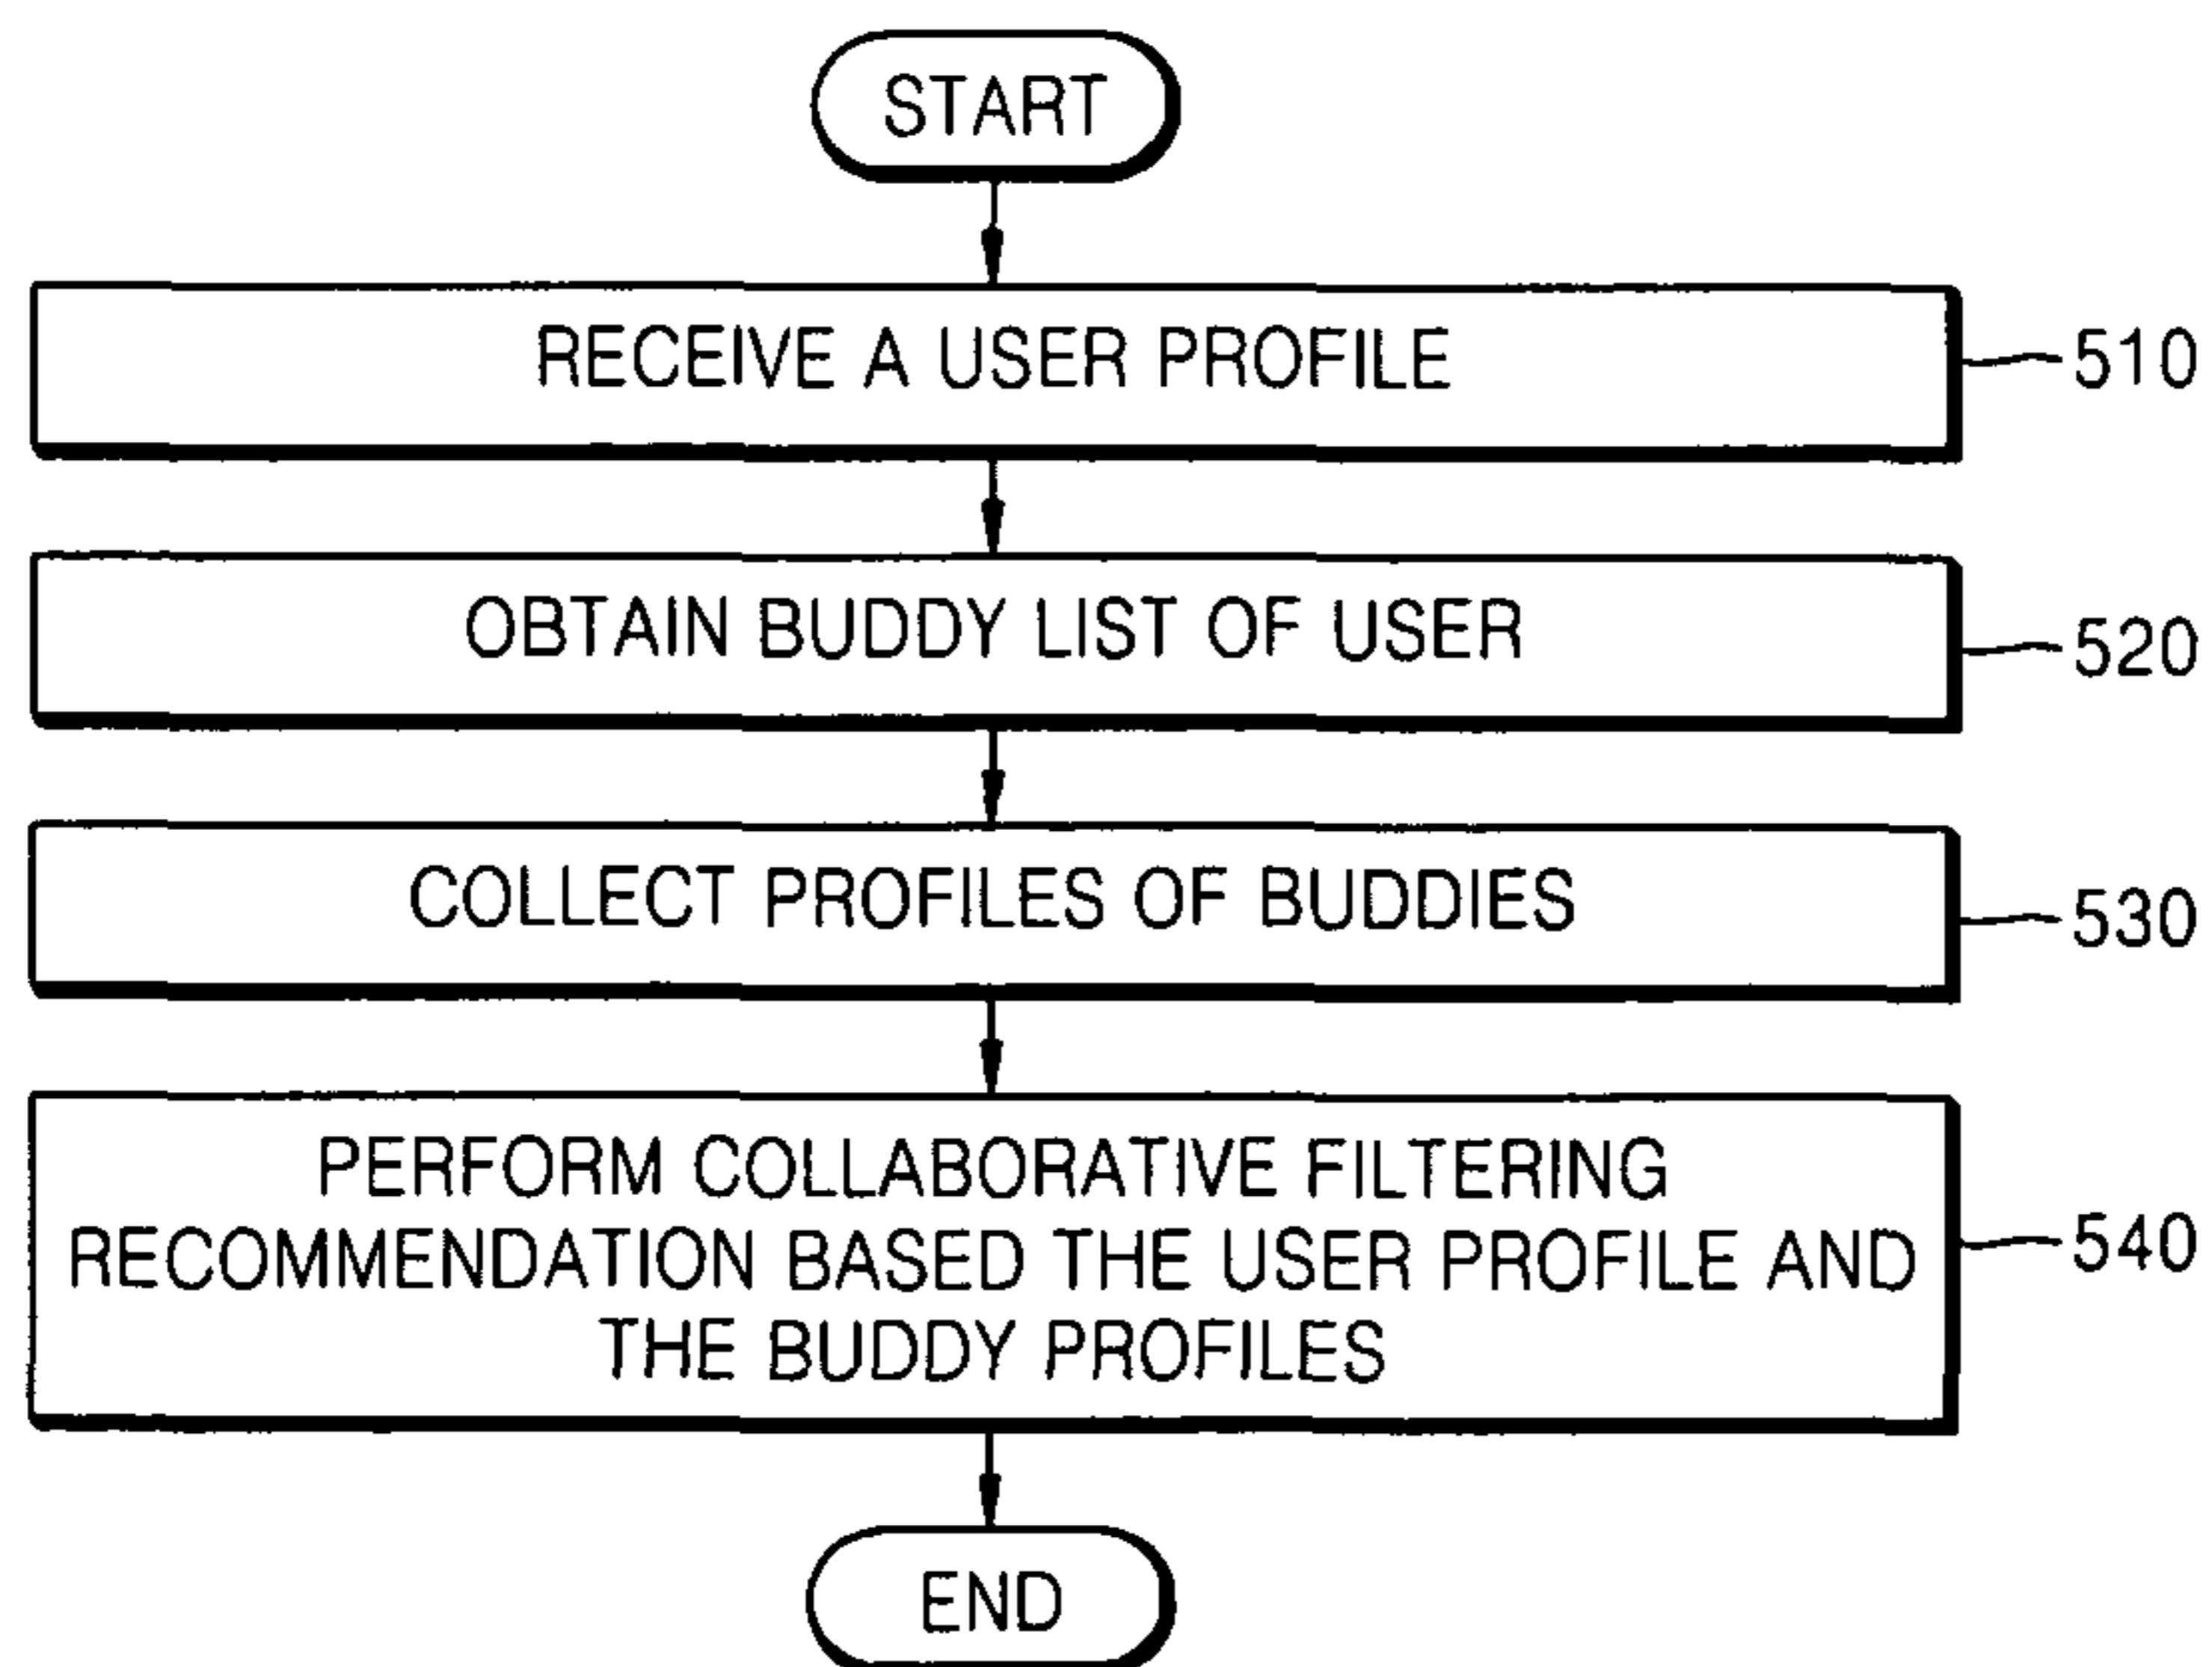 START
RECEIVE A USER PROFILE
510
OBTAIN BUDDY LIST OF USER
520
COLLECT PROFILES OF BUDDIES
530
PERFORM COLLABORATIVE FILTERING
RECOMMENDATION BASED THE USER PROFILE AND
THE BUDDY PROFILES
540
END